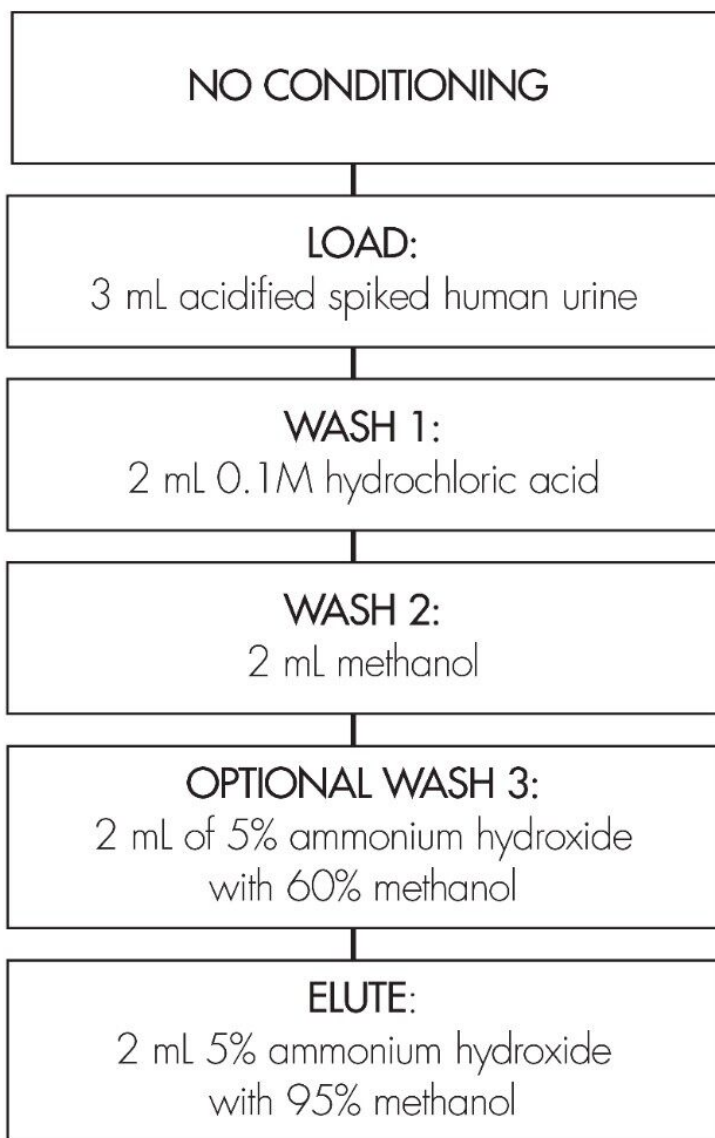 NO CONDITIONING
LOAD:
3 mL acidified spiked human urine
WASH 1:
2 mL 0.1M hydrochloric acid
WASH 2:
2 mL methanol
OPTIONAL WASH 3:
2 mL of 5% ammonium hydroxide
with 60% methanol
ELUTE:
2 mL 5% ammonium hydroxide
with 95% methanol